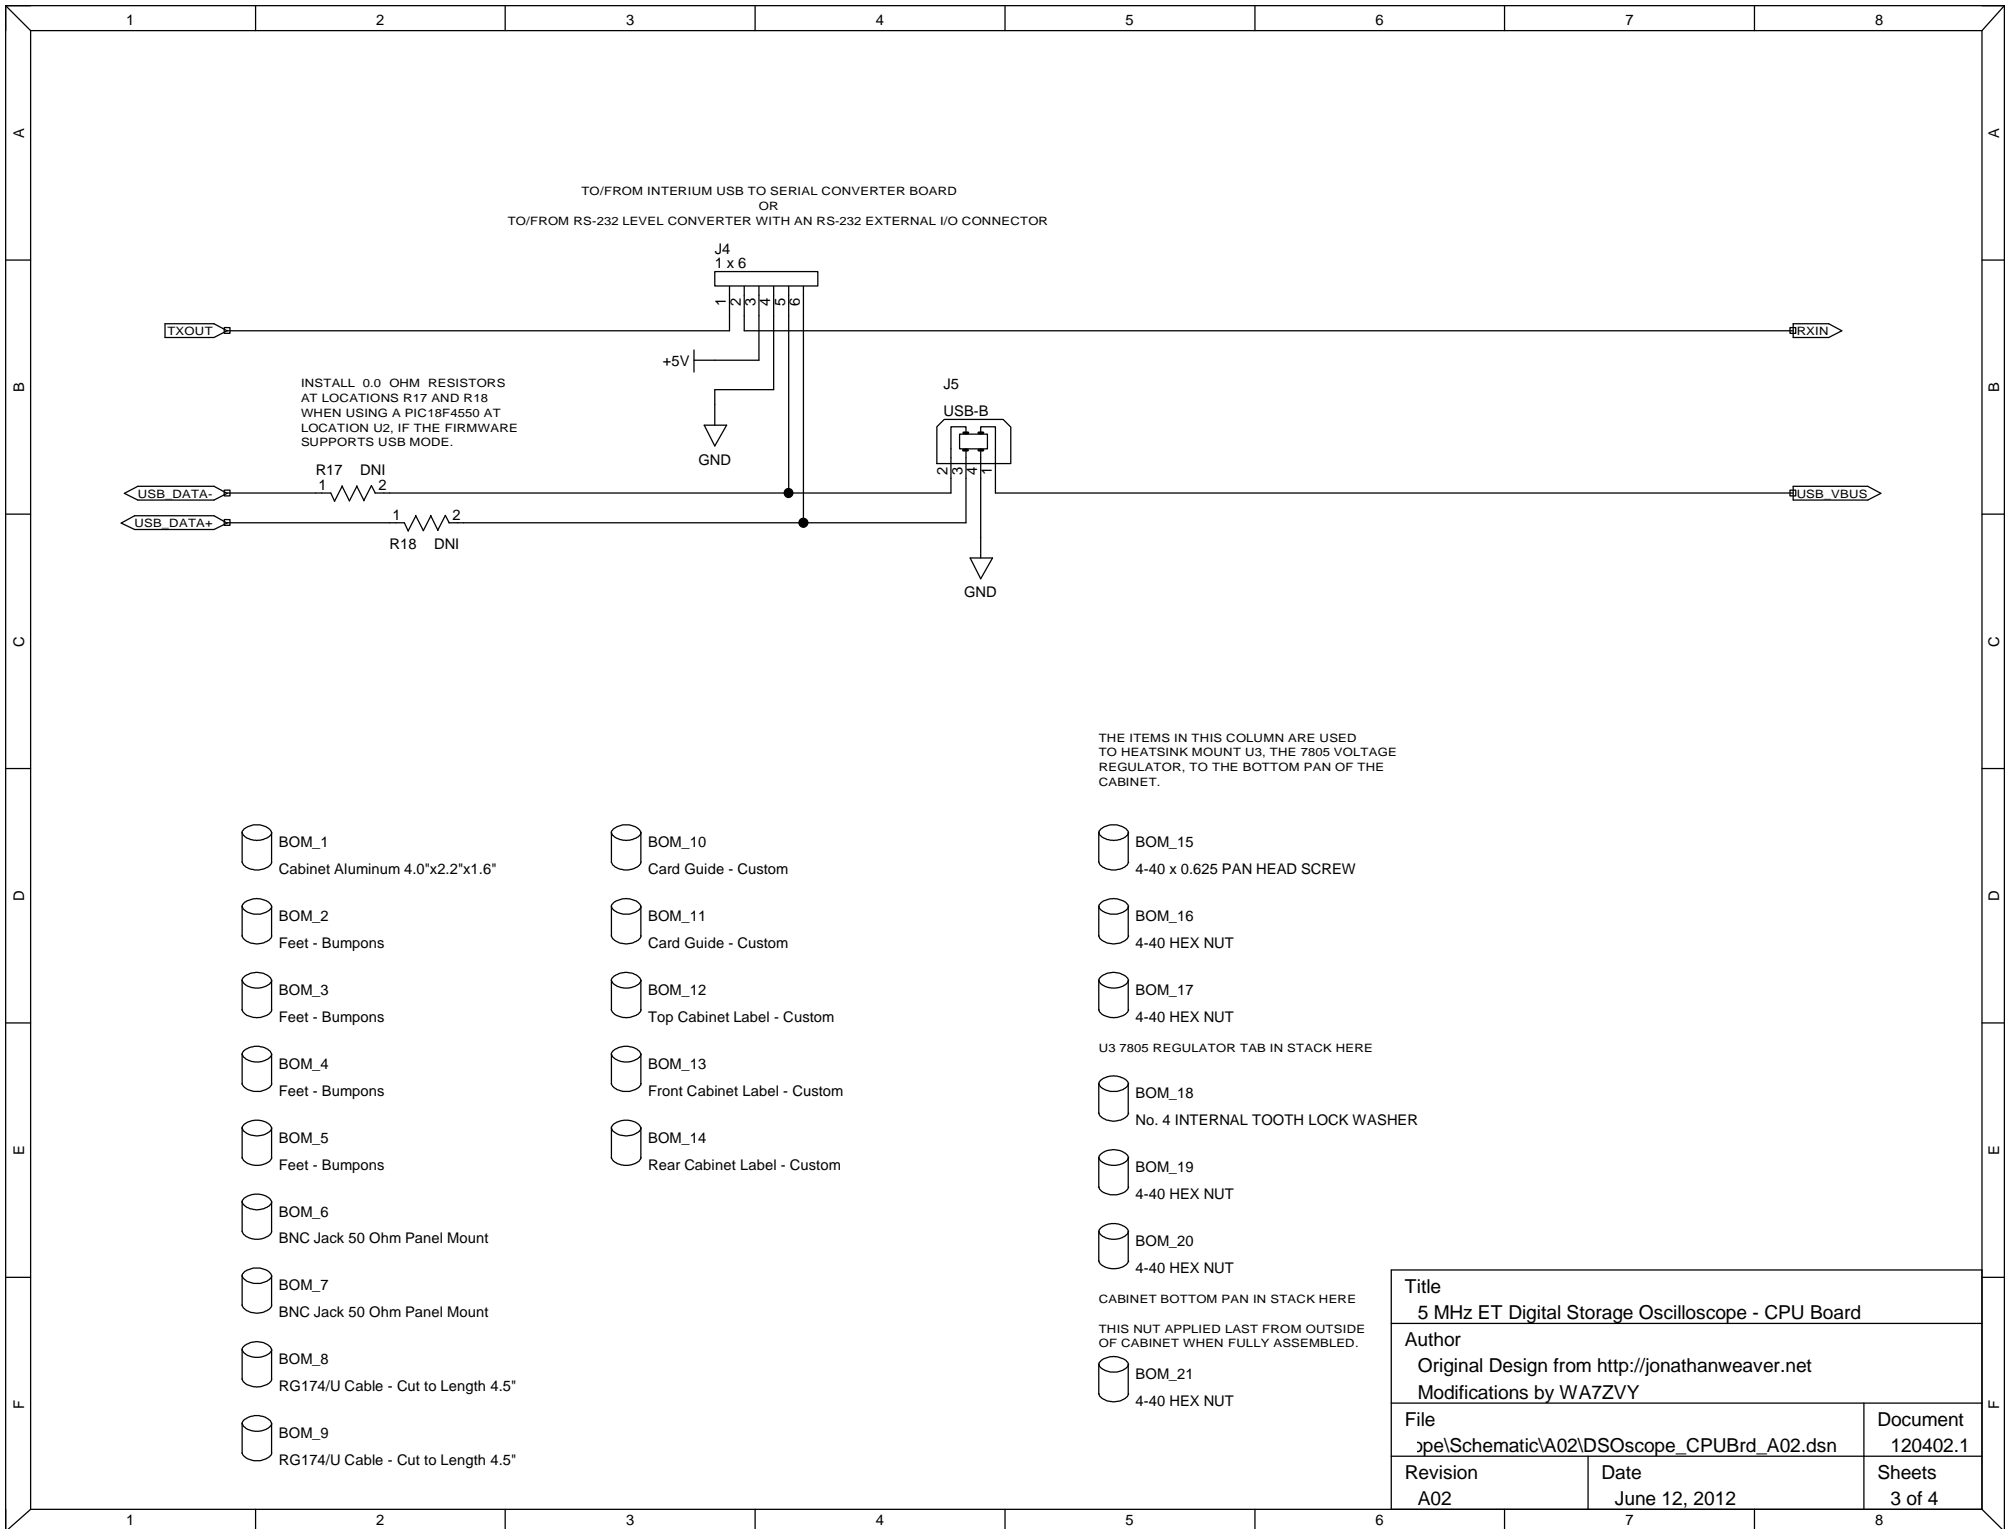 1 2 3 4 5 6 7 8
A A
TO/FROM INTERIUM USB TO SERIAL CONVERTER BOARD
OR
TO/FROM RS-232 LEVEL CONVERTER WITH AN RS-232 EXTERNAL I/O CONNECTOR
J4
1 x 6
1 2 3 4 5 6
TXOUT
RXIN
+5V
B B
INSTALL 0.0 OHM RESISTORS
AT LOCATIONS R17 AND R18
WHEN USING A PIC18F4550 AT
LOCATION U2, IF THE FIRMWARE
SUPPORTS USB MODE.
GND
J5
USB-B
2 3 4 1
R17 DNI
USB_DATA-
1 2
USB_VBUS
USB_DATA+
1 2
R18 DNI
GND
C C
THE ITEMS IN THIS COLUMN ARE USED
TO HEATSINK MOUNT U3, THE 7805 VOLTAGE
REGULATOR, TO THE BOTTOM PAN OF THE
CABINET.
D D
BOM_1
Cabinet Aluminum 4.0"x2.2"x1.6"
BOM_2
Feet - Bumpons
BOM_3
Feet - Bumpons
BOM_4
Feet - Bumpons
BOM_5
Feet - Bumpons
BOM_6
BNC Jack 50 Ohm Panel Mount
BOM_7
BNC Jack 50 Ohm Panel Mount
BOM_8
RG174/U Cable - Cut to Length 4.5"
BOM_9
RG174/U Cable - Cut to Length 4.5"
BOM_10
Card Guide - Custom
BOM_11
Card Guide - Custom
BOM_12
Top Cabinet Label - Custom
BOM_13
Front Cabinet Label - Custom
BOM_14
Rear Cabinet Label - Custom
BOM_15
4-40 x 0.625 PAN HEAD SCREW
BOM_16
4-40 HEX NUT
BOM_17
4-40 HEX NUT
U3 7805 REGULATOR TAB IN STACK HERE
BOM_18
No. 4 INTERNAL TOOTH LOCK WASHER
BOM_19
4-40 HEX NUT
BOM_20
4-40 HEX NUT
CABINET BOTTOM PAN IN STACK HERE
THIS NUT APPLIED LAST FROM OUTSIDE
OF CABINET WHEN FULLY ASSEMBLED.
BOM_21
4-40 HEX NUT
E E
F F
Title
5 MHz ET Digital Storage Oscilloscope - CPU Board
Author
Original Design from http://jonathanweaver.net
Modifications by WA7ZVY
File
ope\Schematic\A02\DSOscope_CPUBrd_A02.dsn
Document
120402.1
Revision
A02
Date
June 12, 2012
Sheets
3 of 4
1 2 3 4 5 6 7 8